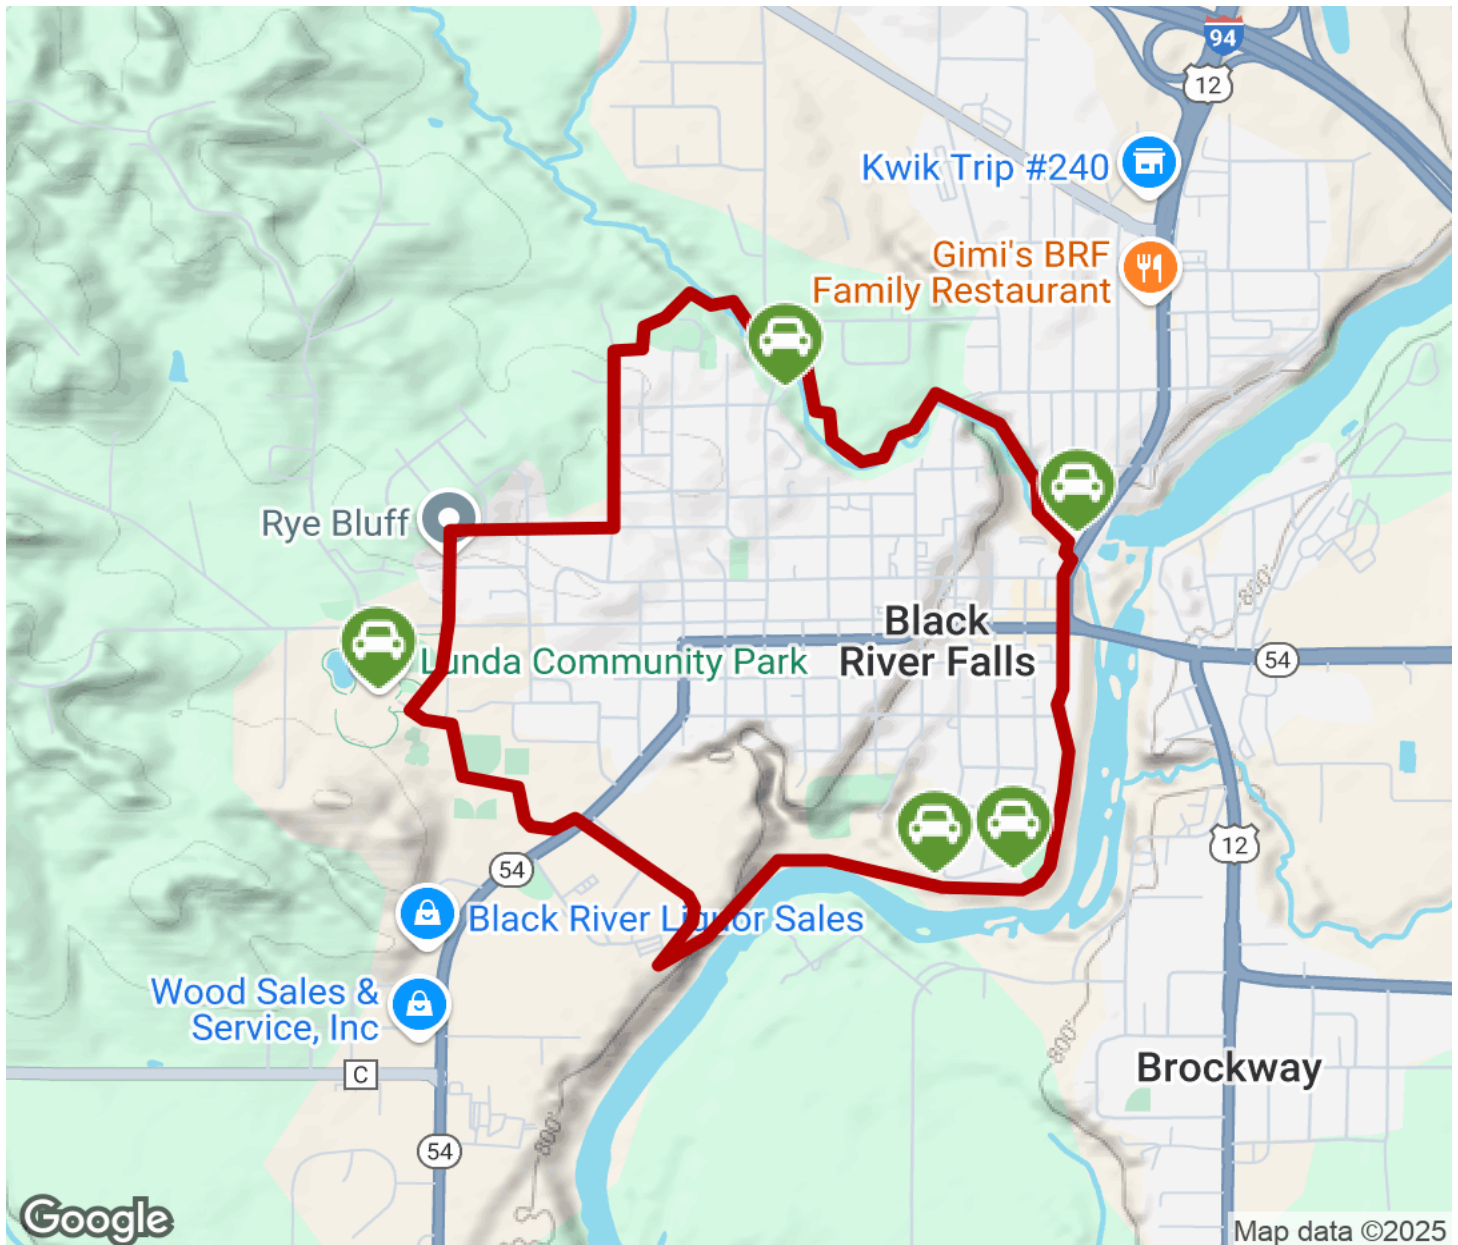 94
12
Kwik Trip #240
Gimi's BRF
Family Restaurant
Rye Bluff
800'
Black
River Falls
Lunda Community Park
54
12
54
Black River Liquor Sales
Wood Sales &
Service, Inc
800'
C
Brockway
800'
54
Google
Map data ©2025